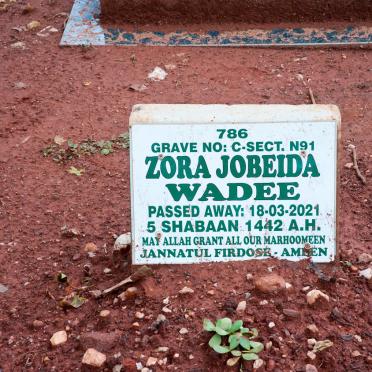 786
GRAVE NO: C-SECT. N91
ZORA JOBEIDA
WADEE
PASSED AWAY: 18-03-2021
5 SHABAAN 1442 A.H.
MAY ALLAH GRANT ALL OUR MARHOOMEEN
JANNATUL FIRDOSE - AMEEN